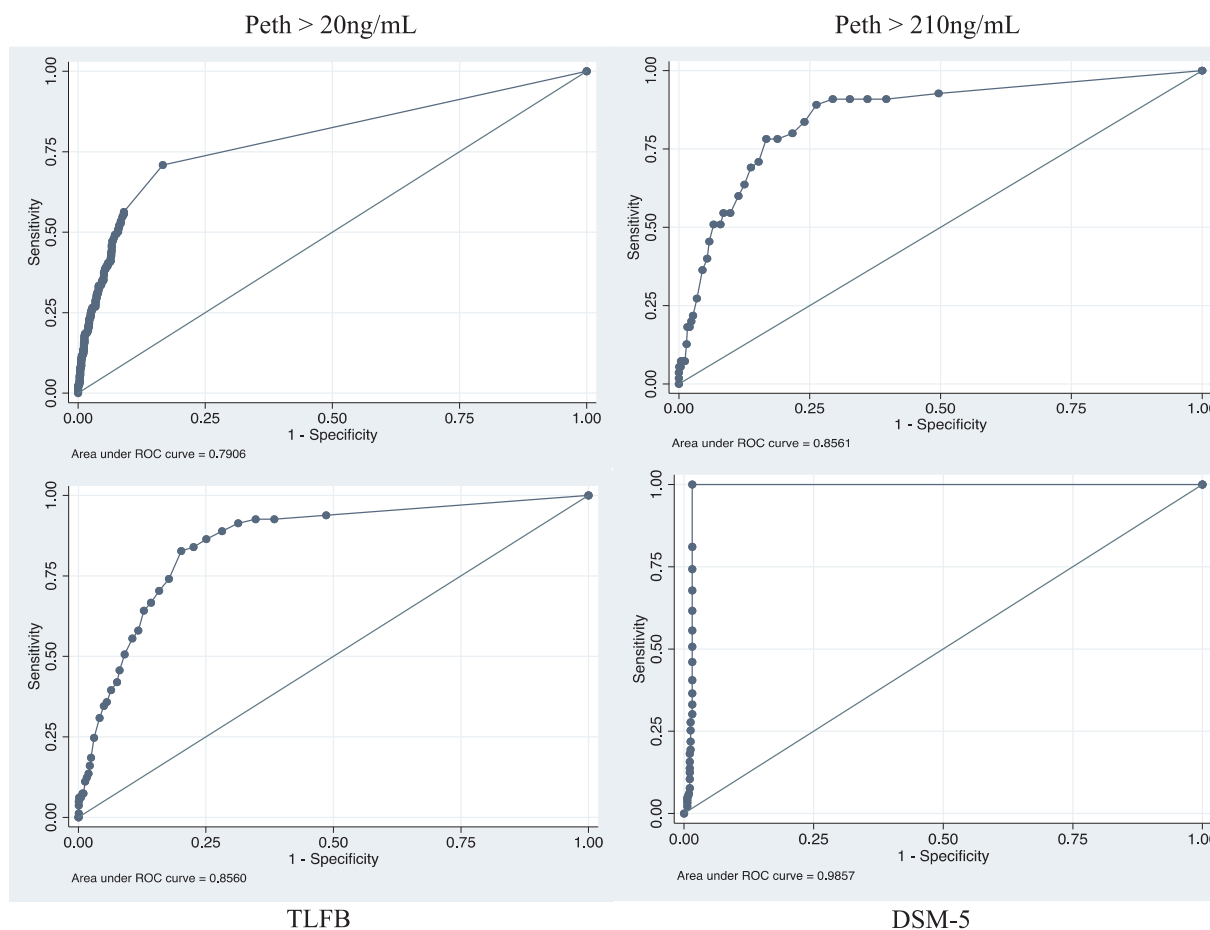 Peth > 20ng/mL
Peth > 210ng/mL
Sensitivity
1.00
0.75
0.50
0.25
0.00
0.00 0.25 0.50 0.75 1.00
1 - Specificity
Area under ROC curve = 0.7906
Sensitivity
1.00
0.75
0.50
0.25
0.00
0.00 0.25 0.50 0.75 1.00
1 - Specificity
Area under ROC curve = 0.8561
Sensitivity
1.00
0.75
0.50
0.25
0.00
0.00 0.25 0.50 0.75 1.00
1 - Specificity
Area under ROC curve = 0.8560
Sensitivity
1.00
0.75
0.50
0.25
0.00
0.00 0.25 0.50 0.75 1.00
1 - Specificity
Area under ROC curve = 0.9857
TLFB
DSM-5